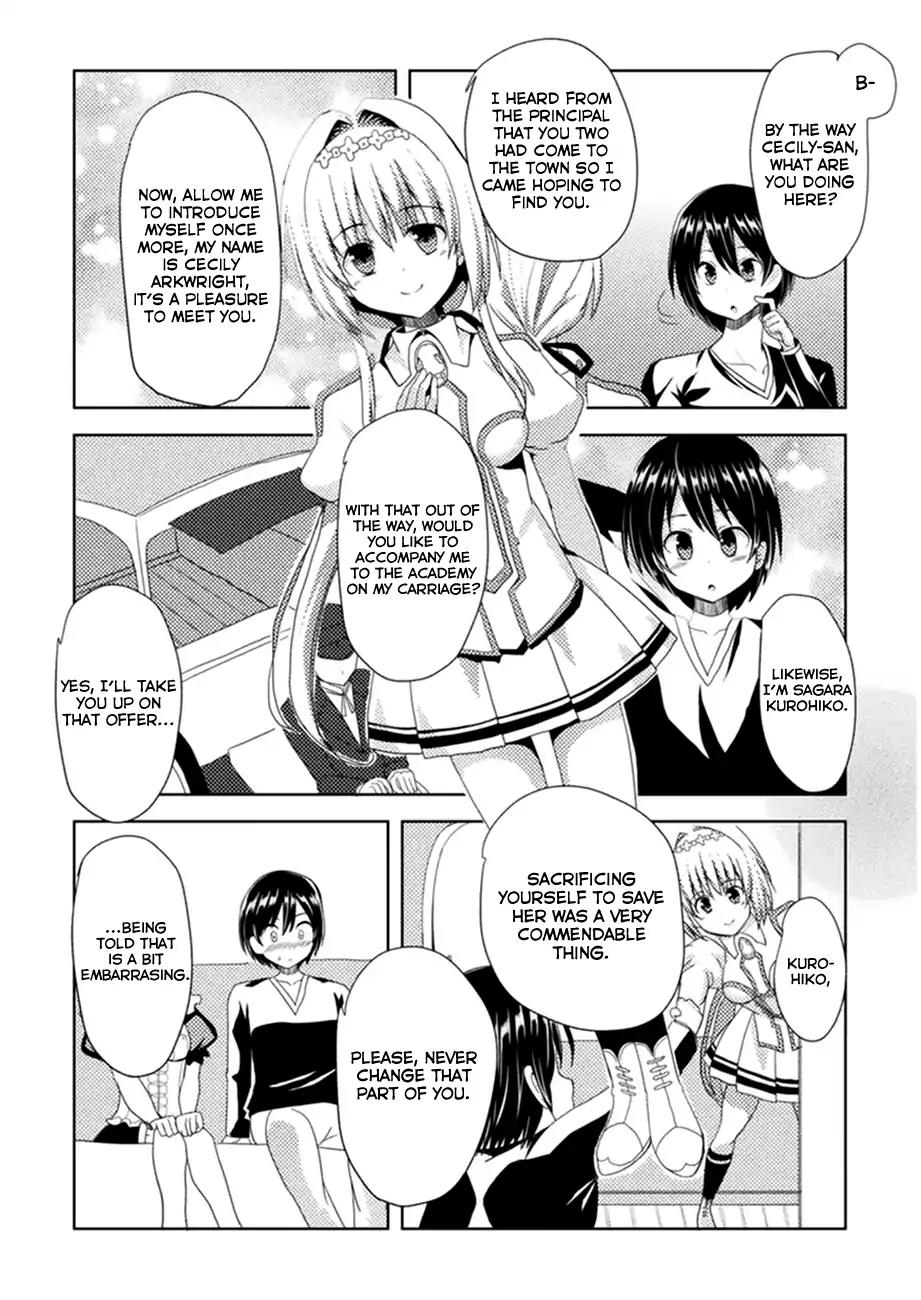 B-
BY THE WAY
CECILY-SAN,
WHAT ARE
YOU DOING
HERE?
I HEARD FROM
THE PRINCIPAL
THAT YOU TWO
HAD COME TO
THE TOWN SO I
CAME HOPING TO
FIND YOU.
NOW, ALLOW ME
TO INTRODUCE
MYSELF ONCE
MORE, MY NAME
IS CECILY
ARKWRIGHT,
IT'S A PLEASURE
TO MEET YOU.
LIKEWISE,
I'M SAGARA
KUROHIKO.
WITH THAT OUT OF
THE WAY, WOULD
YOU LIKE TO
ACCOMPANY ME
TO THE ACADEMY
ON MY CARRIAGE?
YES, I'LL TAKE
YOU UP ON
THAT OFFER...
KURO-
HIKO,
SACRIFICING
YOURSELF TO SAVE
HER WAS A VERY
COMMENDABLE
THING.
PLEASE, NEVER
CHANGE THAT
PART OF YOU.
...BEING
TOLD THAT
IS A BIT
EMBARRASING.